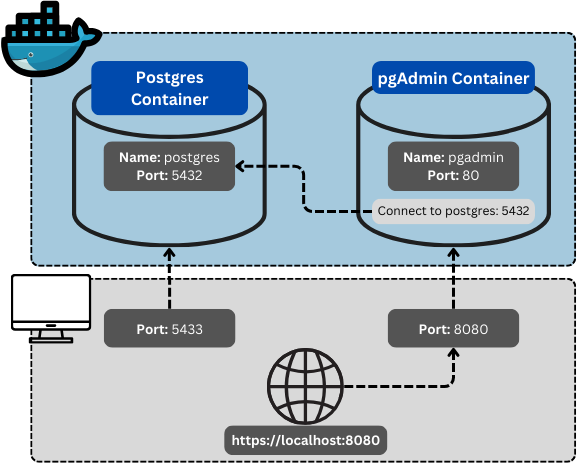 Postgres
Container
pgAdmin Container
Name: postgres
Port: 5432
Name: pgadmin
Port: 80
Connect to postgres: 5432
Port: 5433
Port: 8080
https://localhost:8080